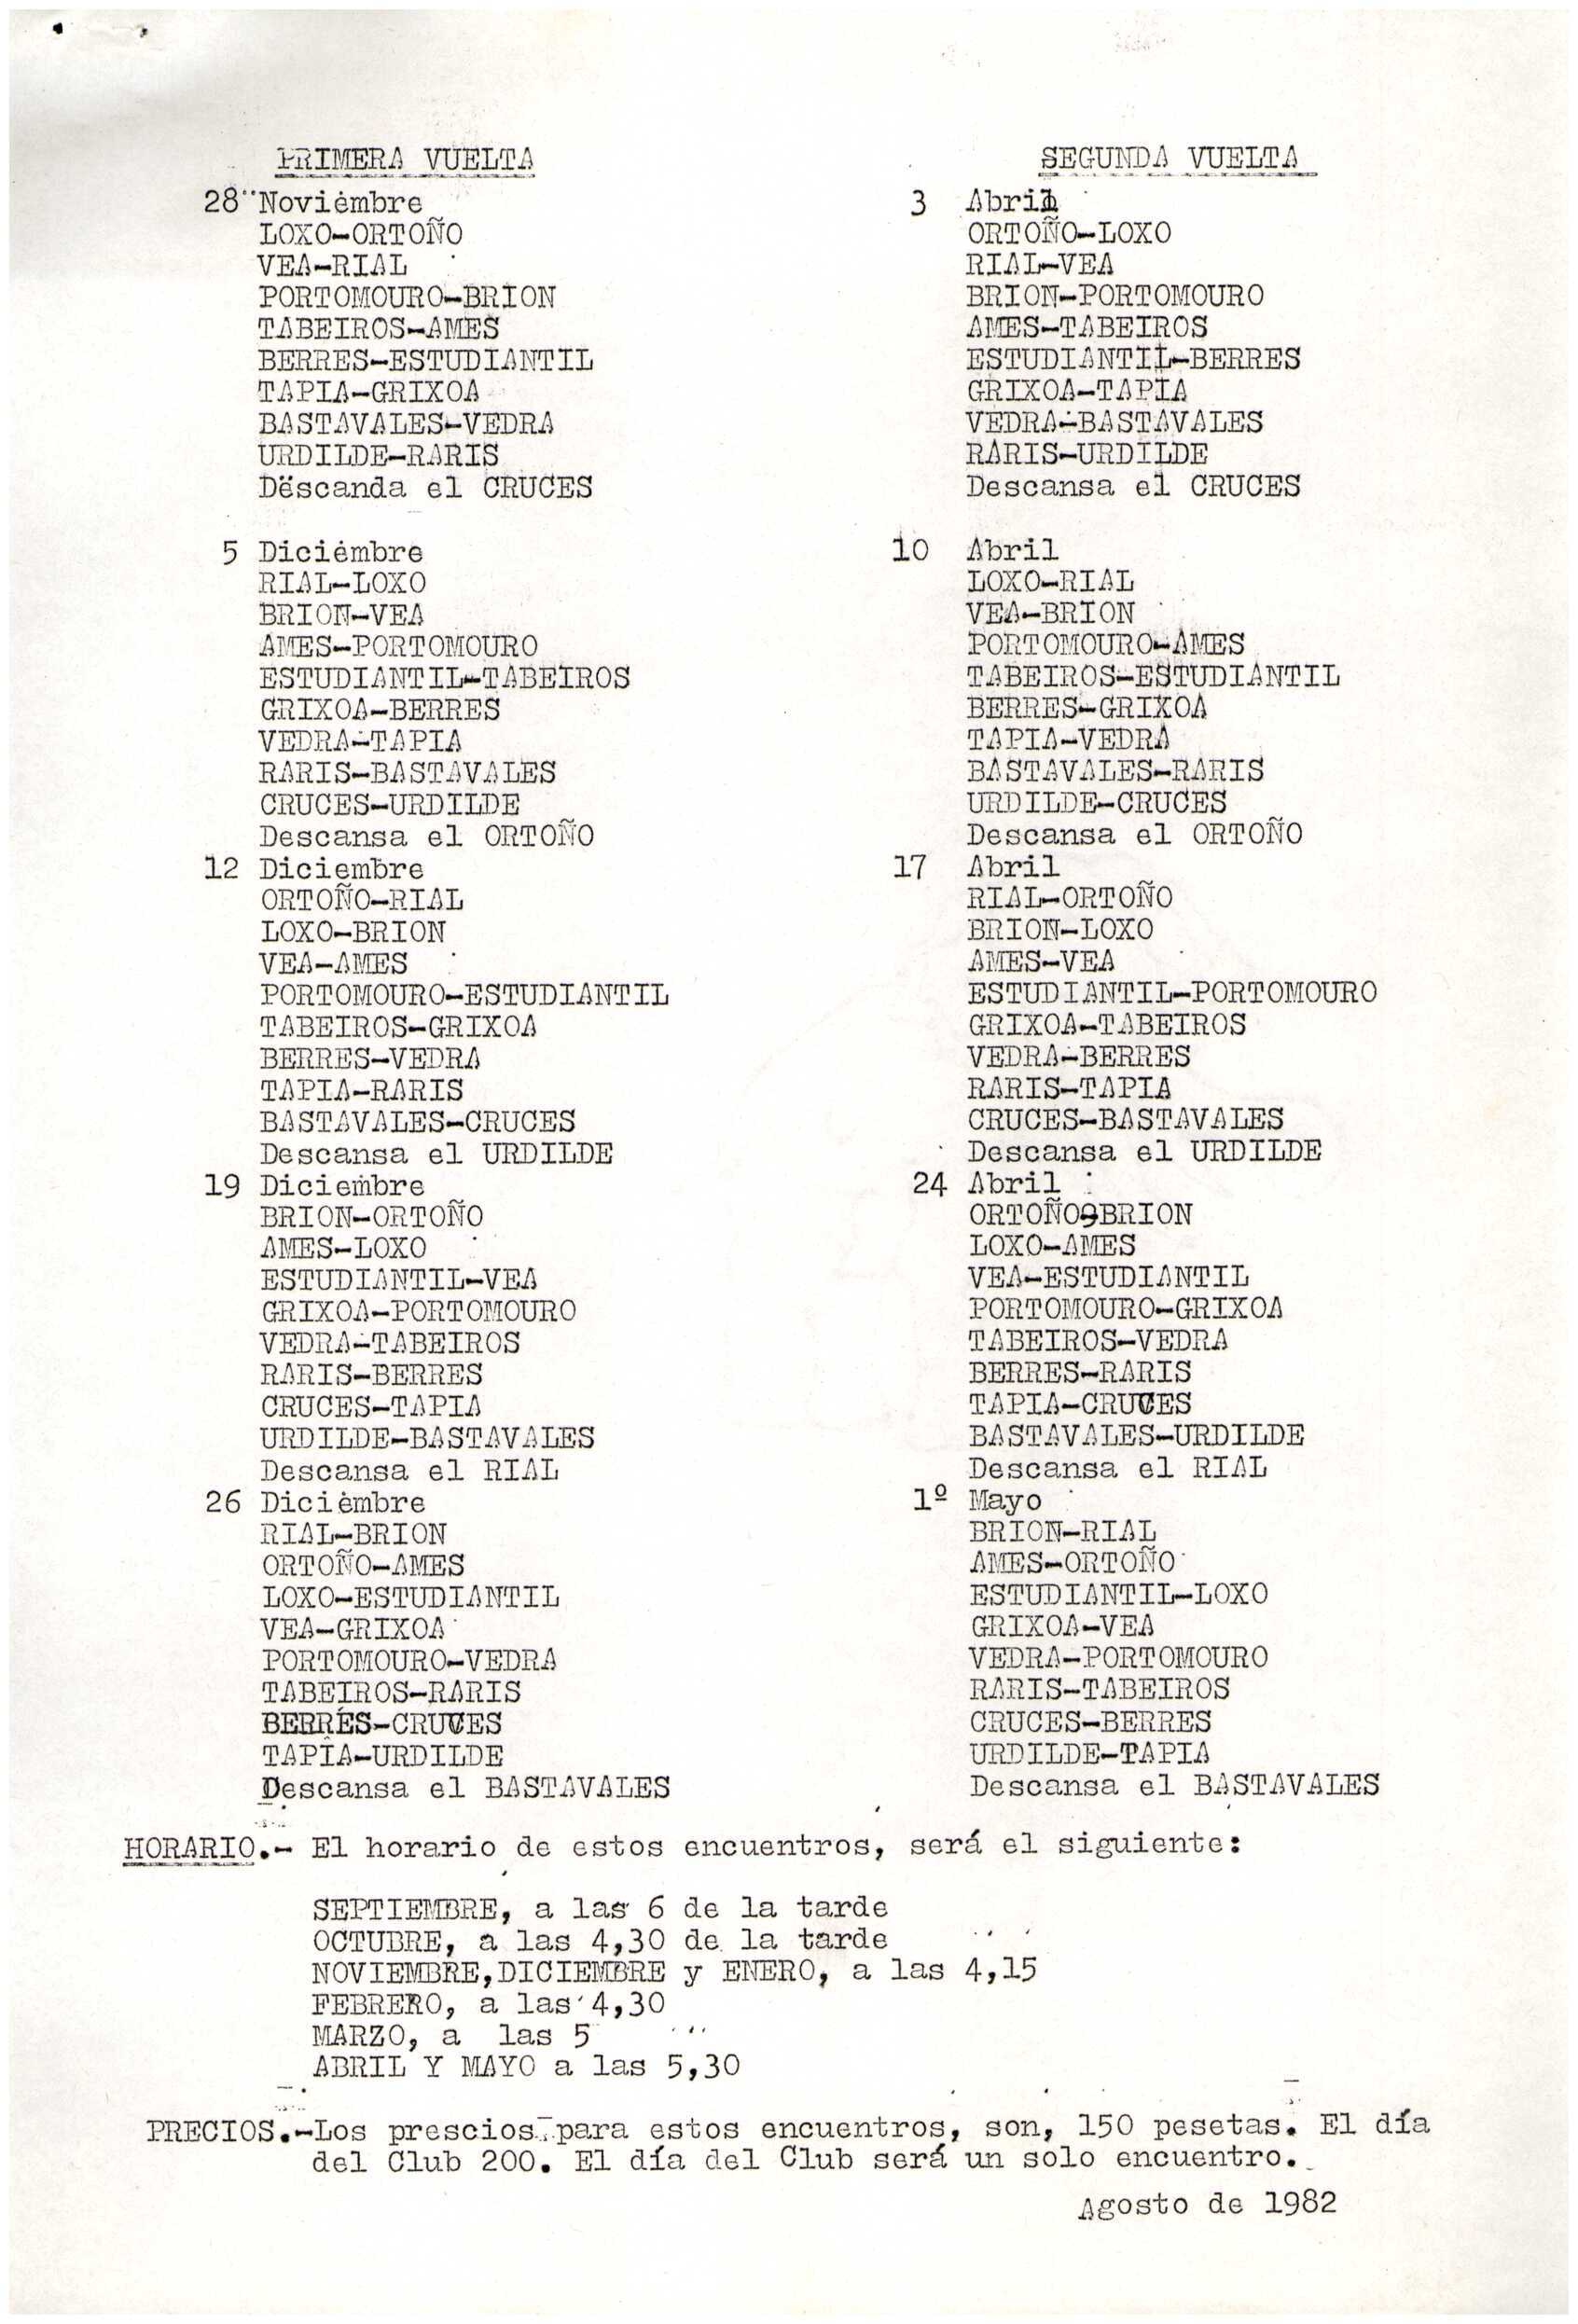 PRIMERA VUELTA
28 Noviembre
LOXO-ORTOÑO
VEA-RIAL
PORTOMOURO-BRION
TABEIROS-AMES
BERRES-ESTUDIANTIL
TAPIA-GRIXOA
BASTAVALES-VEDRA
URDILDE-RARIS
Descanda el CRUCES
5 Diciembre
RIAL-LOXO
BRION-VEA
AMES-PORTOMOURO
ESTUDIANTIL-TABEIROS
GRIXOA-BERRES
VEDRA-TAPIA
RARIS-BASTAVALES
CRUCES-URDILDE
Descansa el ORTOÑO
12 Diciembre
ORTOÑO-RIAL
LOXO-BRION
VEA-AMES
PORTOMOURO-ESTUDIANTIL
TABEIROS-GRIXOA
BERRES-VEDRA
TAPIA-RARIS
BASTAVALES-CRUCES
Descansa el URDILDE
19 Diciembre
BRION-ORTOÑO
AMES-LOXO
ESTUDIANTIL-VEA
GRIXOA-PORTOMOURO
VEDRA-TABEIROS
RARIS-BERRES
CRUCES-TAPIA
URDILDE-BASTAVALES
Descansa el RIAL
26 Diciembre
RIAL-BRION
ORTOÑO-AMES
LOXO-ESTUDIANTIL
VEA-GRIXOA
PORTOMOURO-VEDRA
TABEIROS-RARIS
BERRES-CRUCES
TAPIA-URDILDE
Descansa el BASTAVALES
SEGUNDA VUELTA
3 Abril
ORTOÑO-LOXO
RIAL-VEA
BRION-PORTOMOURO
AMES-TABEIROS
ESTUDIANTIL-BERRES
GRIXOA-TAPIA
VEDRA-BASTAVALES
RARIS-URDILDE
Descansa el CRUCES
10 Abril
LOXO-RIAL
VEA-BRION
PORTOMOURO-AMES
TABEIROS-ESTUDIANTIL
BERRES-GRIXOA
TAPIA-VEDRA
BASTAVALES-RARIS
URDILDE-CRUCES
Descansa el ORTOÑO
17 Abril
RIAL-ORTOÑO
BRION-LOXO
AMES-VEA
ESTUDIANTIL-PORTOMOURO
GRIXOA-TABEIROS
VEDRA-BERRES
RARIS-TAPIA
CRUCES-BASTAVALES
Descansa el URDILDE
24 Abril
ORTOÑO-BRION
LOXO-AMES
VEA-ESTUDIANTIL
PORTOMOURO-GRIXOA
TABEIROS-VEDRA
BERRES-RARIS
TAPIA-CRUCES
BASTAVALES-URDILDE
Descansa el RIAL
1º Mayo
BRION-RIAL
AMES-ORTOÑO
ESTUDIANTIL-LOXO
GRIXOA-VEA
VEDRA-PORTOMOURO
RARIS-TABEIROS
CRUCES-BERRES
URDILDE-TAPIA
Descansa el BASTAVALES
HORARIO.- El horario de estos encuentros, será el siguiente:
SEPTIEMBRE, a las 6 de la tarde
OCTUBRE, a las 4,30 de la tarde
NOVIEMBRE,DICIEMBRE y ENERO, a las 4,15
FEBRERO, a las 4,30
MARZO, a las 5
ABRIL Y MAYO a las 5,30
PRECIOS.-Los prescios para estos encuentros, son, 150 pesetas. El día
del Club 200. El día del Club será un solo encuentro.
Agosto de 1982